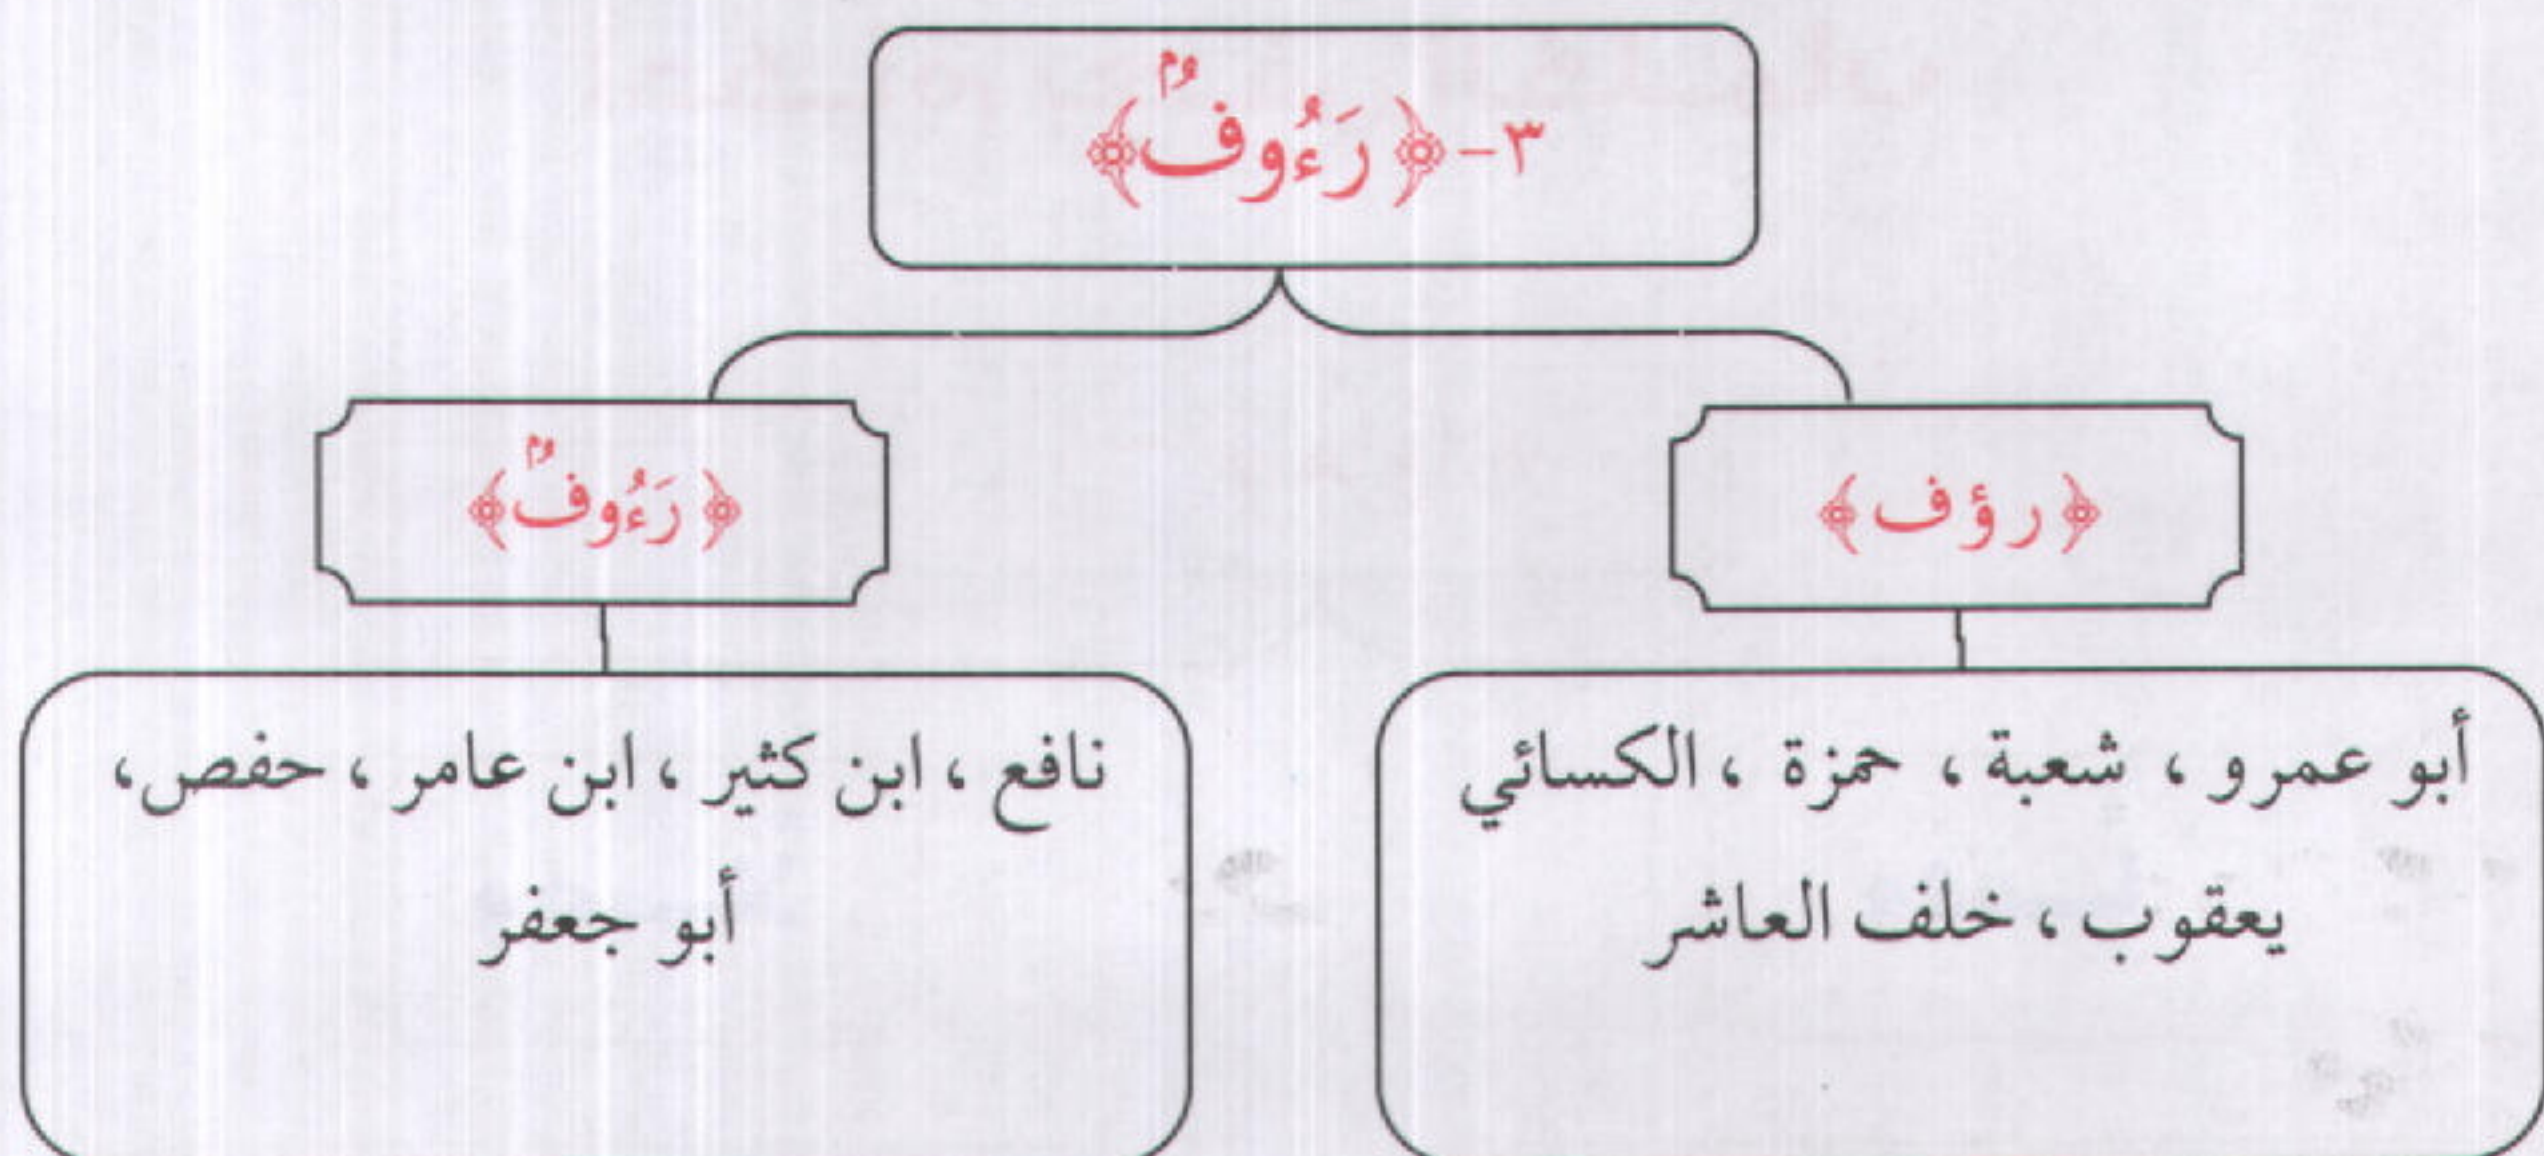 ٣- ﴿رَءُوفٌۢ﴾
﴿رؤف﴾
﴿رَءُوفٌۢ﴾
أبو عمرو ، شعبة ، حمزة ، الكسائي
يعقوب ، خلف العاشر
نافع ، ابن كثير ، ابن عامر ، حفص،
أبو جعفر